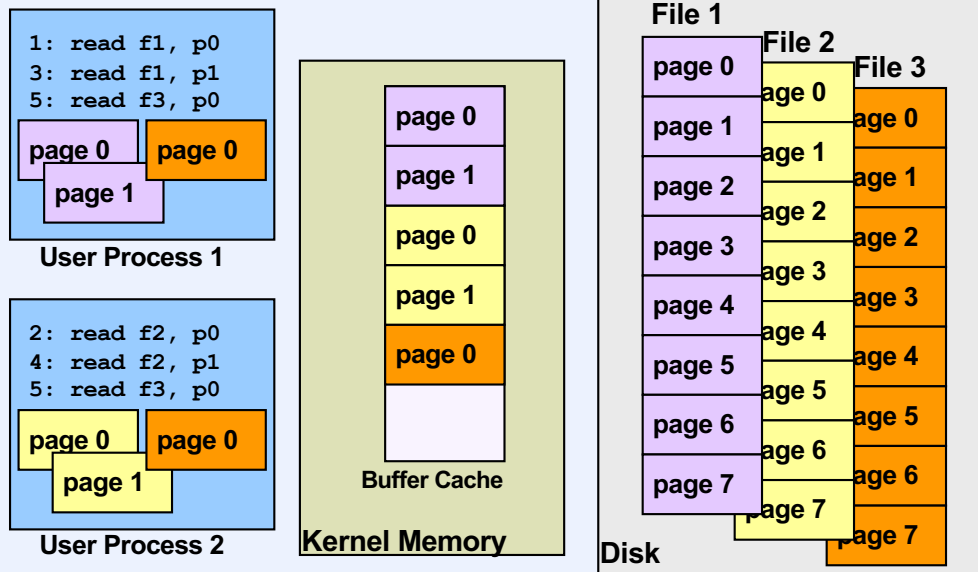 1: read f1, p0
3: read f1, p1
5: read f3, p0
page 0
page 0
page 1
User Process 1
2: read f2, p0
4: read f2, p1
5: read f3, p0
page 0
page 0
page 1
User Process 2
page 0
page 1
page 0
page 1
page 0
Buffer Cache
Kernel Memory
File 1
page 0
page 1
page 2
page 3
page 4
page 5
page 6
page 7
File 2
age 0
age 1
age 2
age 3
age 4
age 5
age 6
page 7
File 3
age 0
age 1
age 2
age 3
age 4
age 5
age 6
page 7
Disk